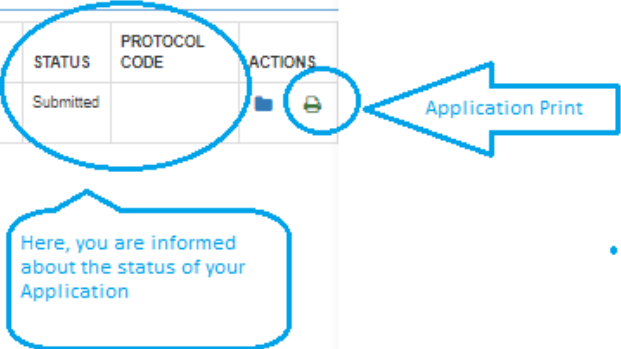 STATUS PROTOCOL CODE ACTIONS
Submitted
Application Print
Here, you are informed
about the status of your
Application